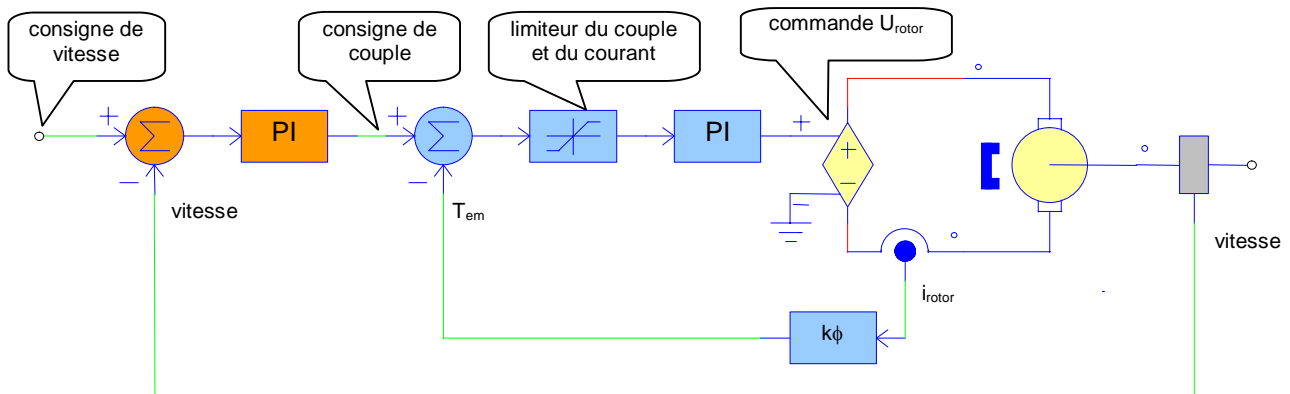 consigne de
vitesse
consigne de
couple
limiteur du couple
et du courant
commande Urotor
+
Σ
−
PI
+
Σ
−
PI
+
+
−
−
vitesse
Tem
irotor
vitesse
kϕ